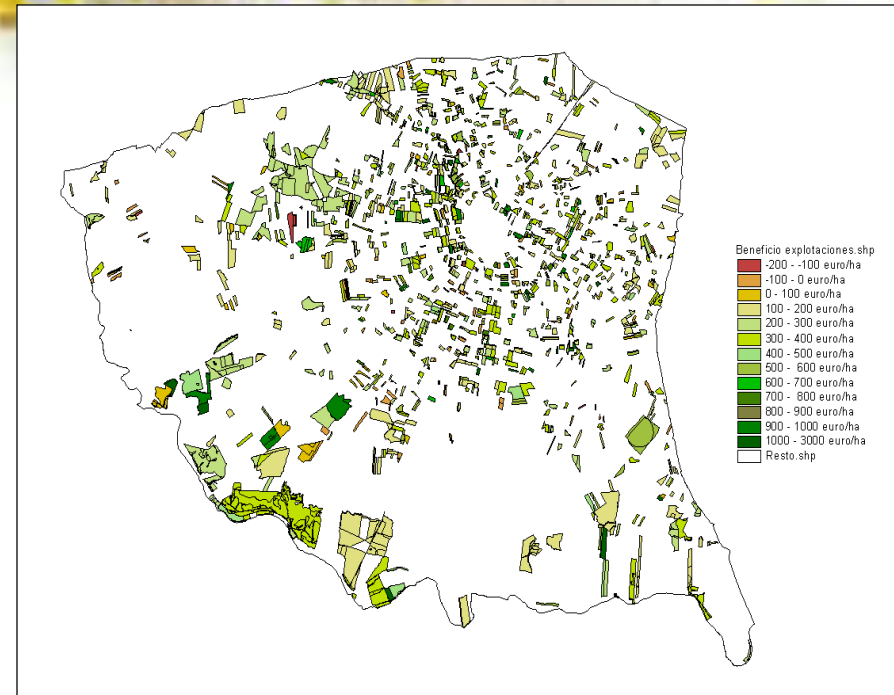 Beneficio explotaciones.shp
-200 - -100 euro/ha
-100 - 0 euro/ha
0 - 100 euro/ha
100 - 200 euro/ha
200 - 300 euro/ha
300 - 400 euro/ha
400 - 500 euro/ha
500 - 600 euro/ha
600 - 700 euro/ha
700 - 800 euro/ha
800 - 900 euro/ha
900 - 1000 euro/ha
1000 - 3000 euro/ha
Resto.shp